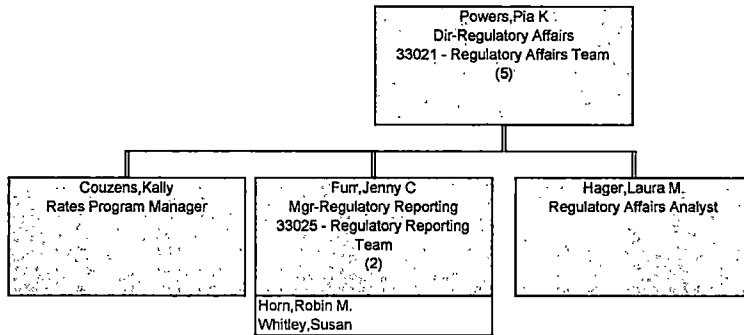 Powers,Pia K
Dir-Regulatory Affairs
33021 - Regulatory Affairs Team
(5)
Couzens,Kally
Rates Program Manager
Furr,Jenny C
Mgr-Regulatory Reporting
33025 - Regulatory Reporting
Team
(2)
Horn,Robin M.
Whitley,Susan
Hager,Laura M.
Regulatory Affairs Analyst